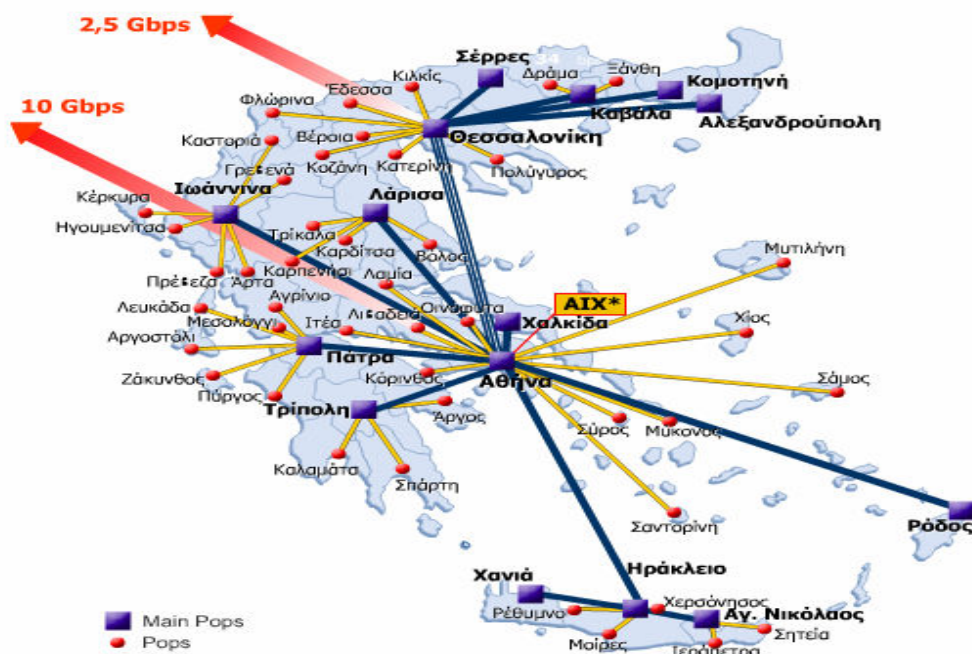 2,5 Gbps
10 Gbps
Σέρρες
Κιλκίς
Δράμα
Ξάνθη
Κομοτηνή
Έδεσσα
Φλώρινα
Καβάλα
Αλεξανδρούπολη
Θεσσαλονίκη
Βέροια
Καστοριά
Κοζάνη
Κατερίνη
Πολύγυρος
Ιωάννινα
Λάρισα
Κέρκυρα
Ηγουμενίτσα
Τρίκαλα
Καρδίτσα
Βόλος
Μυτιλήνη
Καρπενήσι
Λαμία
Άρτα
Λευκάδα
Αγρίνιο
Οινόφυτα
AIX*
Μεσολόγγι
Ιτέα
Χαλκίδα
Χίος
Αργοστόλι
Πάτρα
Αθήνα
Ζάκυνθος
Κόρινθος
Σάμος
Πύργος
Τρίπολη
Άργος
Σύρος
Μύκονος
Καλαμάτα
Σπάρτη
Σαντορίνη
Ρόδος
Χανιά
Ηράκλειο
Ρέθυμνο
Χερσόνησος
Αγ. Νικόλαος
Μοίρες
Σητεία
Ιεράπετρα
Main Pops
Pops